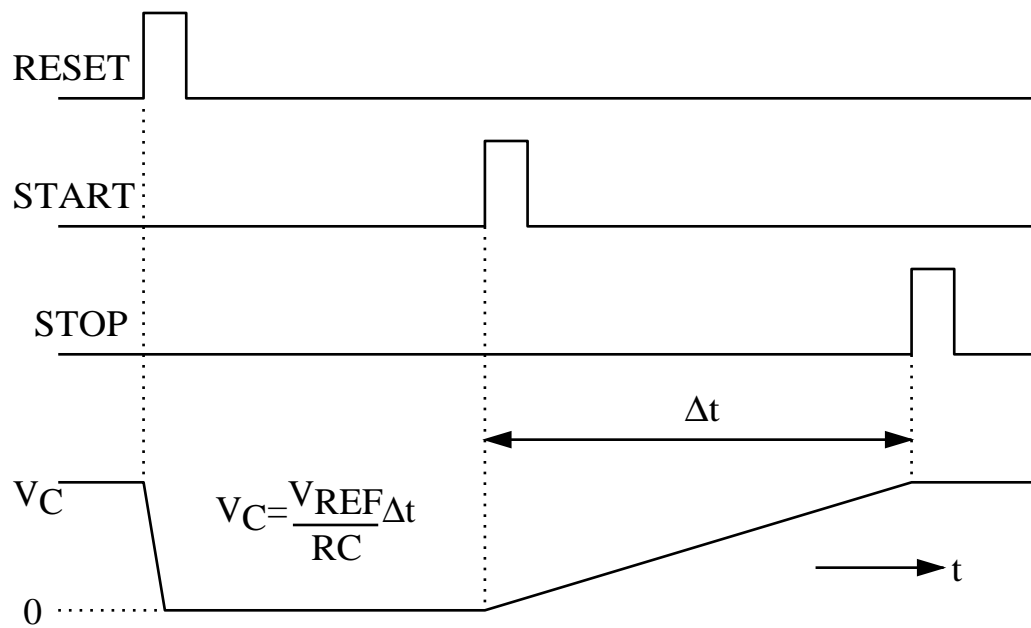 RESET
START
STOP
Δt
VC
VC=VREF/RC Δt
t
0